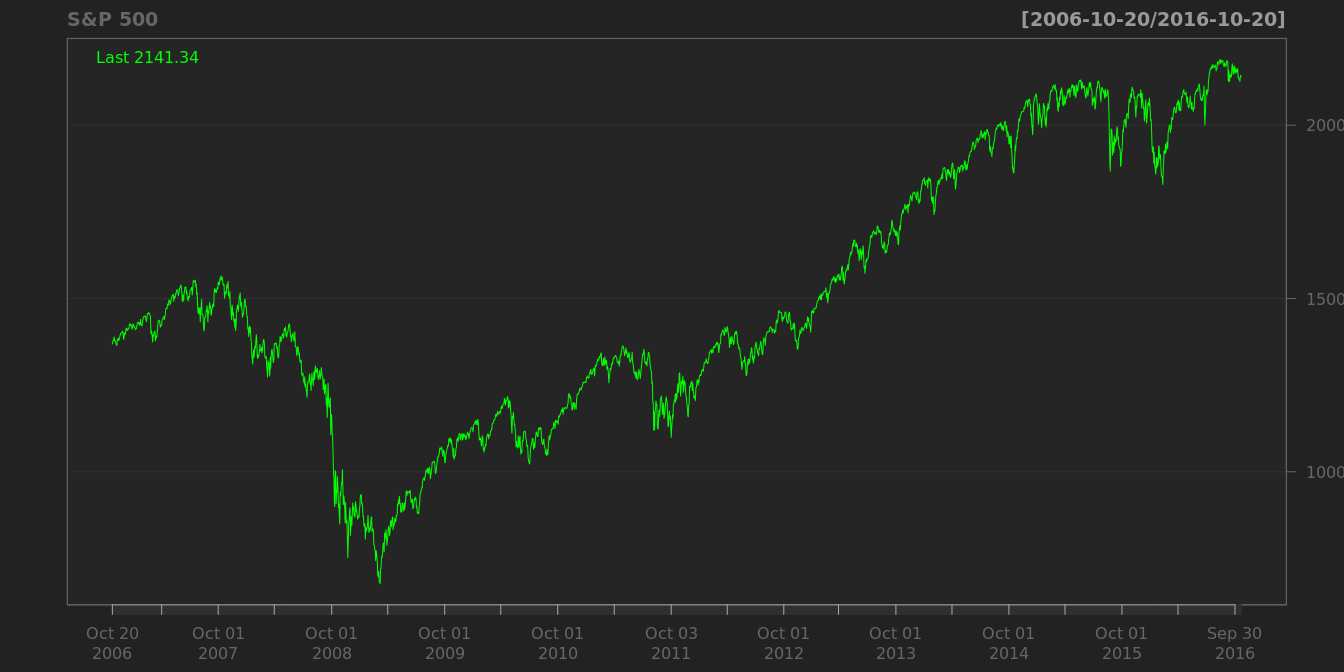 S&P 500 [2006-10-20/2016-10-20]
Last 2141.34
2000
1500
1000
Oct 20 Oct 01 Oct 01 Oct 01 Oct 01 Oct 03 Oct 01 Oct 01 Oct 01 Oct 01 Sep 30
2006 2007 2008 2009 2010 2011 2012 2013 2014 2015 2016